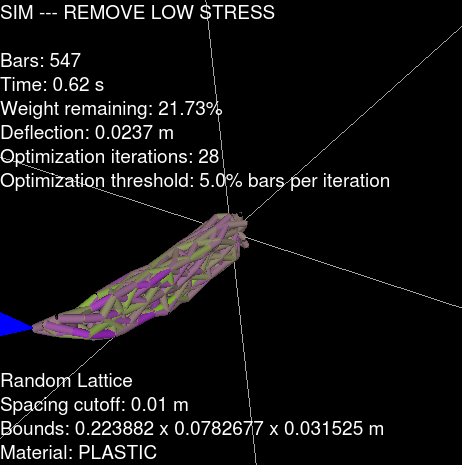 SIM --- REMOVE LOW STRESS
Bars: 547
Time: 0.62 s
Weight remaining: 21.73%
Deflection: 0.0237 m
Optimization iterations: 28
Optimization threshold: 5.0% bars per iteration
Random Lattice
Spacing cutoff: 0.01 m
Bounds: 0.223882 x 0.0782677 x 0.031525 m
Material: PLASTIC